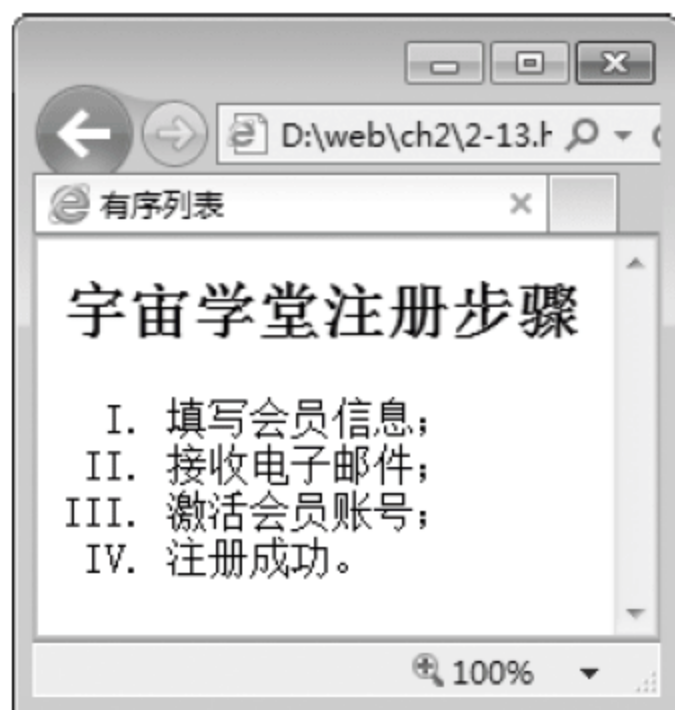 D:\web\ch2\2-13.h
有序列表
宇宙学堂注册步骤
I. 填写会员信息；
II. 接收电子邮件；
III. 激活会员账号；
IV. 注册成功。
100%